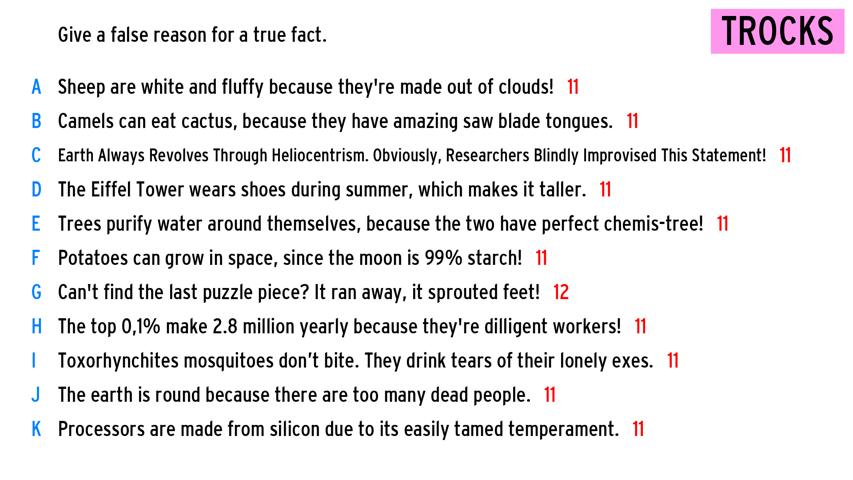 Give a false reason for a true fact.
TROCKS
A Sheep are white and fluffy because they're made out of clouds! 11
B Camels can eat cactus, because they have amazing saw blade tongues. 11
C Earth Always Revolves Through Heliocentrism. Obviously, Researchers Blindly Improvised This Statement! 11
D The Eiffel Tower wears shoes during summer, which makes it taller. 11
E Trees purify water around themselves, because the two have perfect chemis-tree! 11
F Potatoes can grow in space, since the moon is 99% starch! 11
G Can't find the last puzzle piece? It ran away, it sprouted feet! 12
H The top 0,1% make 2.8 million yearly because they're dilligent workers! 11
I Toxorhynchites mosquitoes don't bite. They drink tears of their lonely exes. 11
J The earth is round because there are too many dead people. 11
K Processors are made from silicon due to its easily tamed temperament. 11